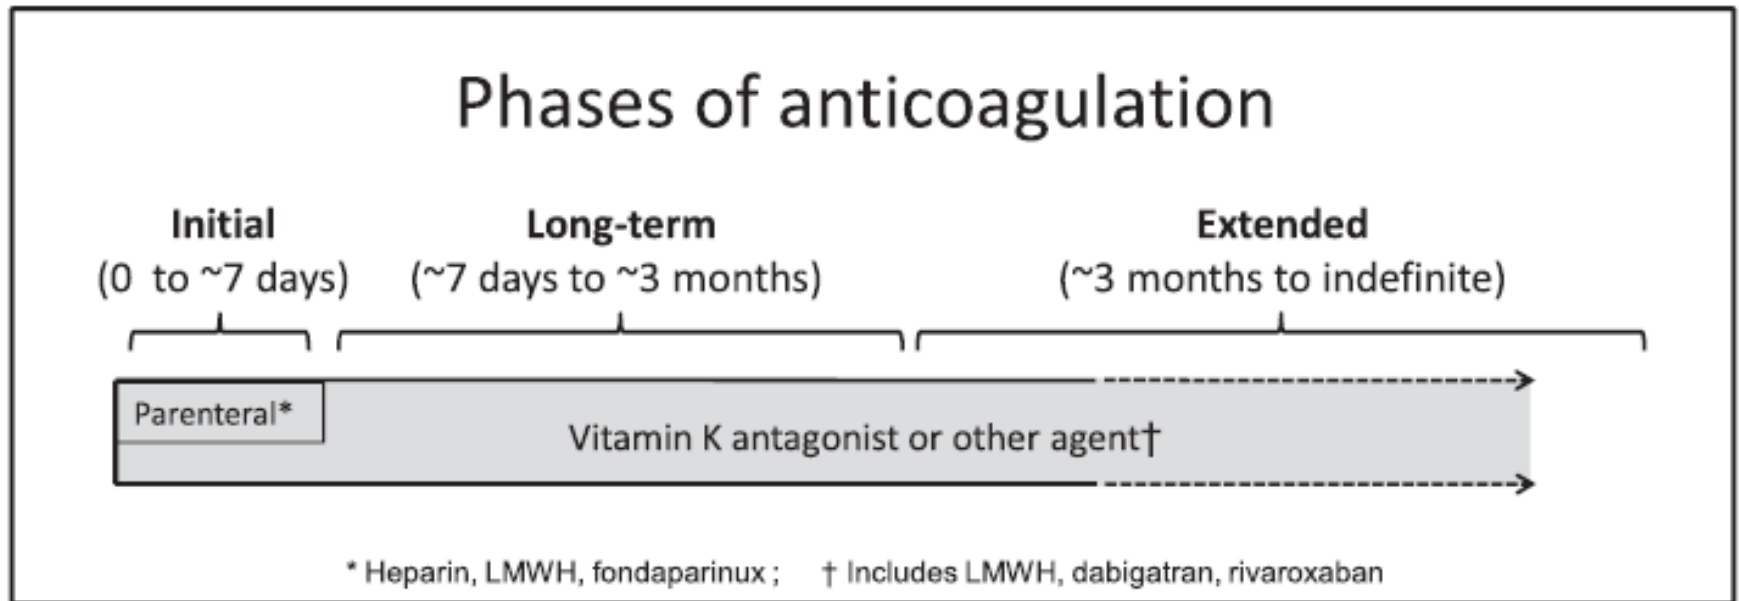 Phases of anticoagulation
Initial
(0 to ~7 days)
Long-term
(~7 days to ~3 months)
Extended
(~3 months to indefinite)
Parenteral*
Vitamin K antagonist or other agent†
* Heparin, LMWH, fondaparinux ; † Includes LMWH, dabigatran, rivaroxaban